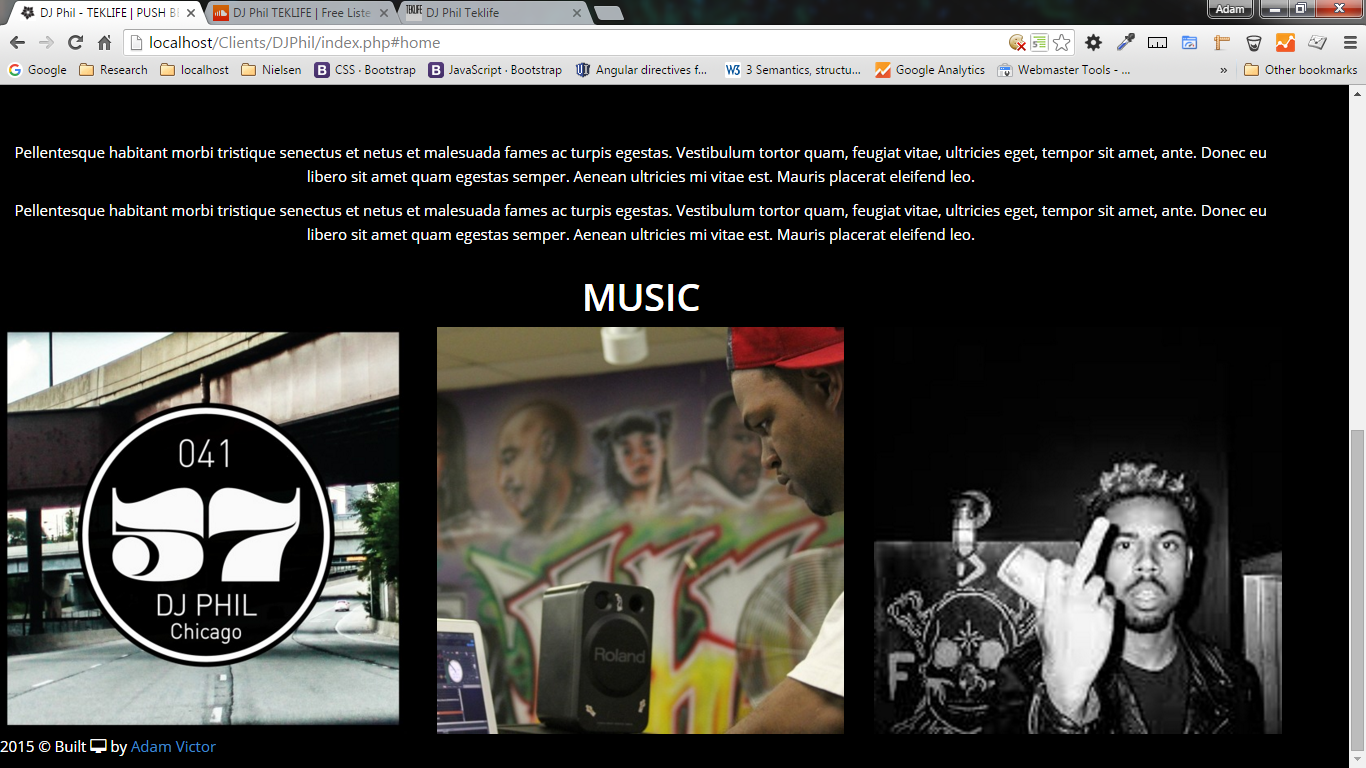 DJ Phil - TEKLIFE | PUSH B
DJ Phil TEKLIFE | Free Liste
TEKLIFE
DJ Phil Teklife
Adam
localhost/Clients/DJPhil/index.php#home
Google
Research
localhost
Nielsen
B CSS · Bootstrap
B JavaScript · Bootstrap
UI Angular directives f...
W3 3 Semantics, structu...
Google Analytics
Webmaster Tools - ...
»
Other bookmarks
Pellentesque habitant morbi tristique senectus et netus et malesuada fames ac turpis egestas. Vestibulum tortor quam, feugiat vitae, ultricies eget, tempor sit amet, ante. Donec eu
libero sit amet quam egestas semper. Aenean ultricies mi vitae est. Mauris placerat eleifend leo.
Pellentesque habitant morbi tristique senectus et netus et malesuada fames ac turpis egestas. Vestibulum tortor quam, feugiat vitae, ultricies eget, tempor sit amet, ante. Donec eu
libero sit amet quam egestas semper. Aenean ultricies mi vitae est. Mauris placerat eleifend leo.
MUSIC
041
57
DJ PHIL
Chicago
Roland
F
2015 © Built by Adam Victor